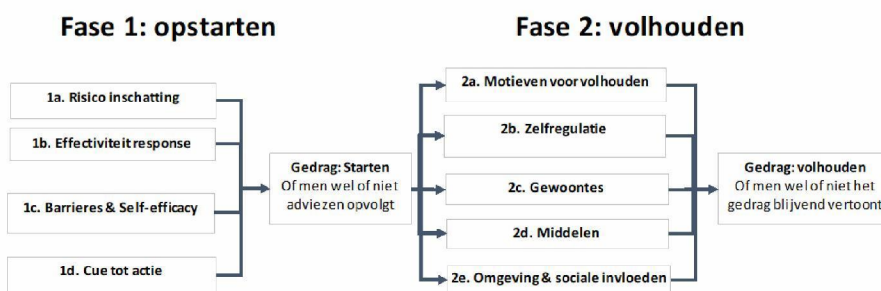 Fase 1: opstarten
1a. Risico inschatting
1b. Effectiviteit response
1c. Barrieres & Self-efficacy
1d. Cue tot actie
Gedrag: Starten
Of men wel of niet
adviezen opvolgt
Fase 2: volhouden
2a. Motieven voor volhouden
2b. Zelfregulatie
2c. Gewoontes
2d. Middelen
2e. Omgeving & sociale invloeden
Gedrag: volhouden
Of men wel of niet het
gedrag blijvend vertoont